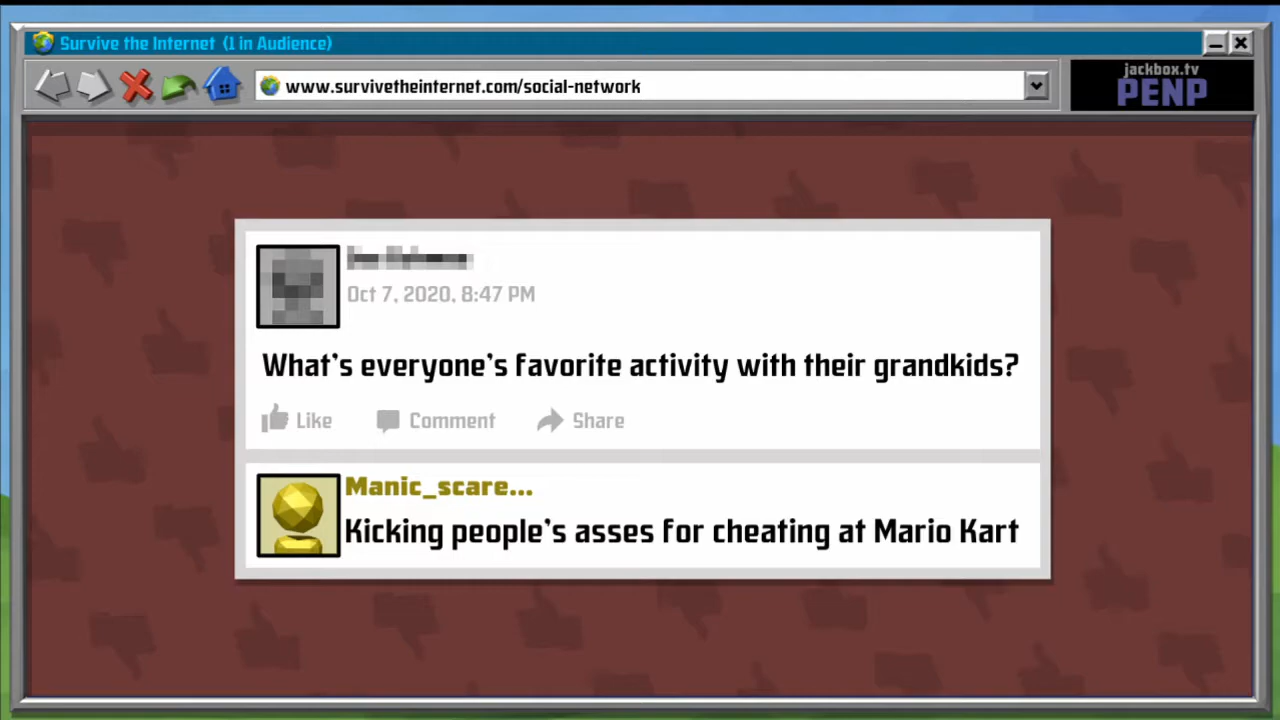 Survive the Internet (1 in Audience)
www.survivetheinternet.com/social-network
jackbox.tv
PENP
Oct 7, 2020, 8:47 PM
What's everyone's favorite activity with their grandkids?
Like Comment Share
Manic_scare...
Kicking people's asses for cheating at Mario Kart